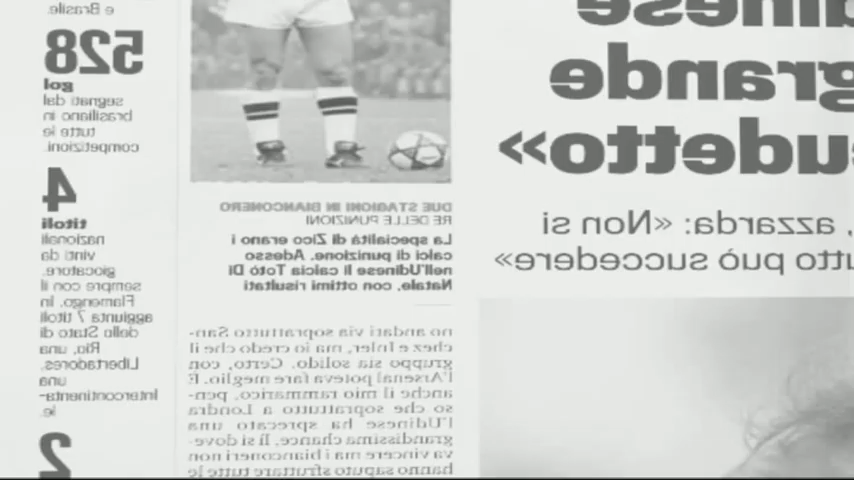 dinese
grande
udetto»
, azzarda: «Non si
utto può succedere»
e Brasile.
528
gol
segnati dal
brasiliano in
tutte le
competizioni.
4
titoli
nazionali
vinti da
giocatore,
sempre con il
Flamengo. In
aggiunta 7 titoli
dello Stato di
Rio, una
Libertadores,
una
Intercontinenta-
le.
2
DUE STAGIONI IN BIANCONERO
RE DELLE PUNIZIONI
La specialità di Zico erano i
calci di punizione. Adesso
nell'Udinese li calcia Totò Di
Natale, con ottimi risultati
no andati via soprattutto San-
chez e Inler, ma io credo che il
gruppo sia solido. Certo, con
l'Arsenal poteva fare meglio. È
anche il mio rammarico, pen-
so che soprattutto a Londra
l'Udinese ha sprecato una
grandissima chance, lì si dove-
va vincere ma i bianconeri non
hanno saputo sfruttare tutte le